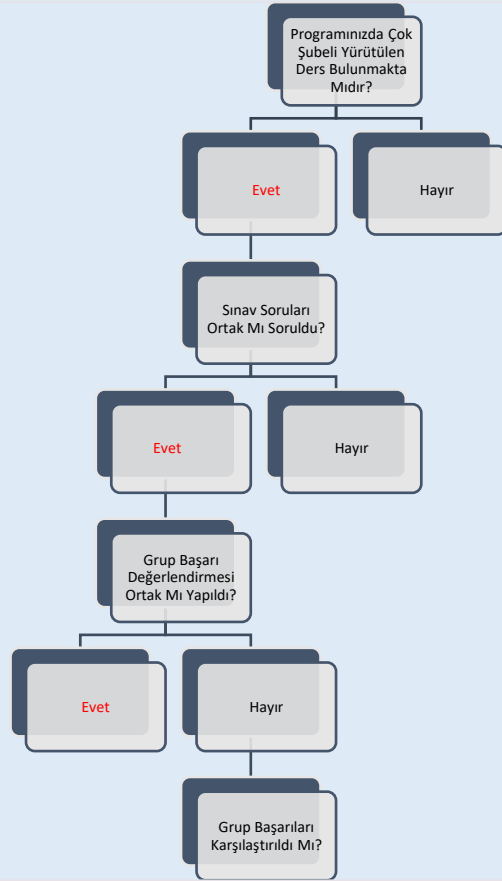 Programınızda Çok
Şubeli Yürütülen
Ders Bulunmakta
Mıdır?
Evet
Hayır
Sınav Soruları
Ortak Mı Soruldu?
Evet
Hayır
Grup Başarı
Değerlendirmesi
Ortak Mı Yapıldı?
Evet
Hayır
Grup Başarıları
Karşılaştırıldı Mı?